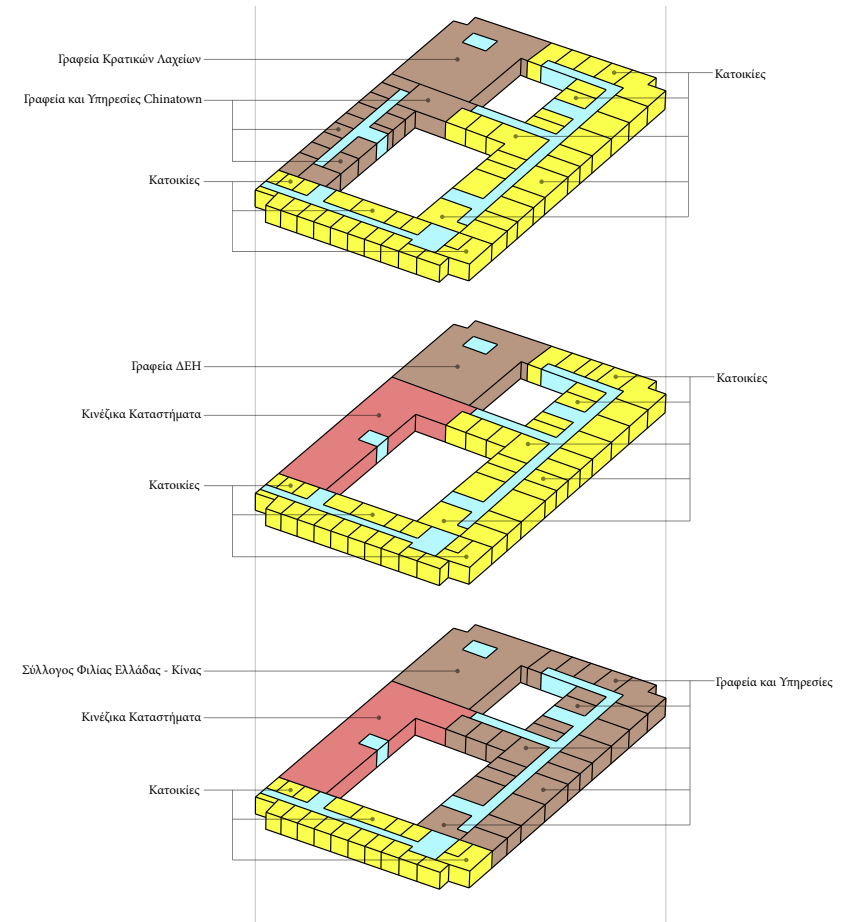 Γραφεία Κρατικών Λαχείων
Κατοικίες
Γραφεία και Υπηρεσίες Chinatown
Κατοικίες
Γραφεία ΔΕΗ
Κατοικίες
Κινέζικα Καταστήματα
Κατοικίες
Σύλλογος Φιλίας Ελλάδας - Κίνας
Γραφεία και Υπηρεσίες
Κινέζικα Καταστήματα
Κατοικίες